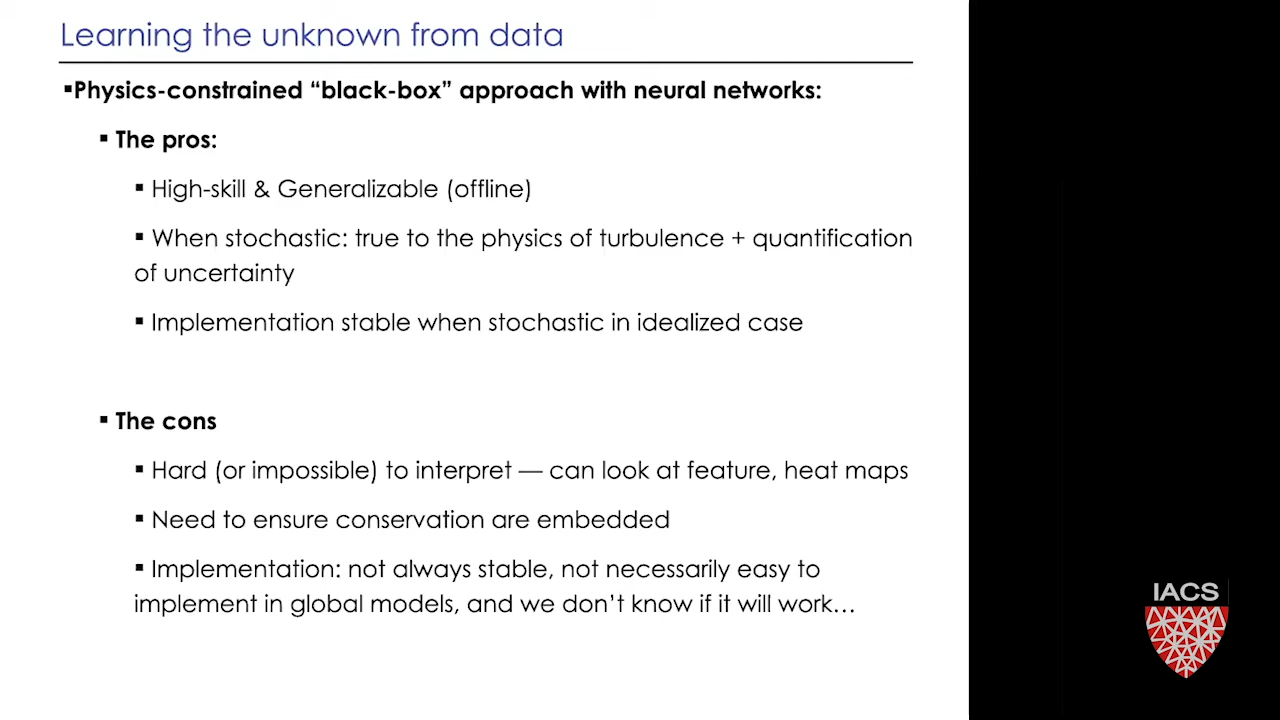 Learning the unknown from data
▪Physics-constrained “black-box” approach with neural networks:
▪ The pros:
▪ High-skill & Generalizable (offline)
▪ When stochastic: true to the physics of turbulence + quantification
of uncertainty
▪ Implementation stable when stochastic in idealized case
▪ The cons
▪ Hard (or impossible) to interpret — can look at feature, heat maps
▪ Need to ensure conservation are embedded
▪ Implementation: not always stable, not necessarily easy to
implement in global models, and we don’t know if it will work…
IACS